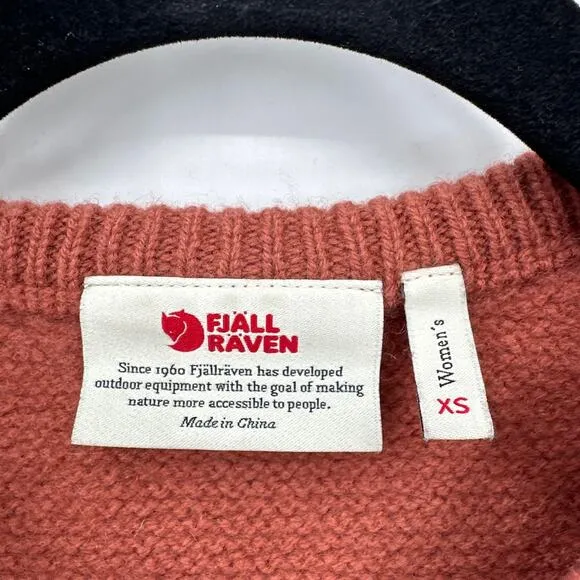 FJÄLL
RÄVEN
Since 1960 Fjällräven has developed
outdoor equipment with the goal of making
nature more accessible to people.
Made in China
Women's
XS